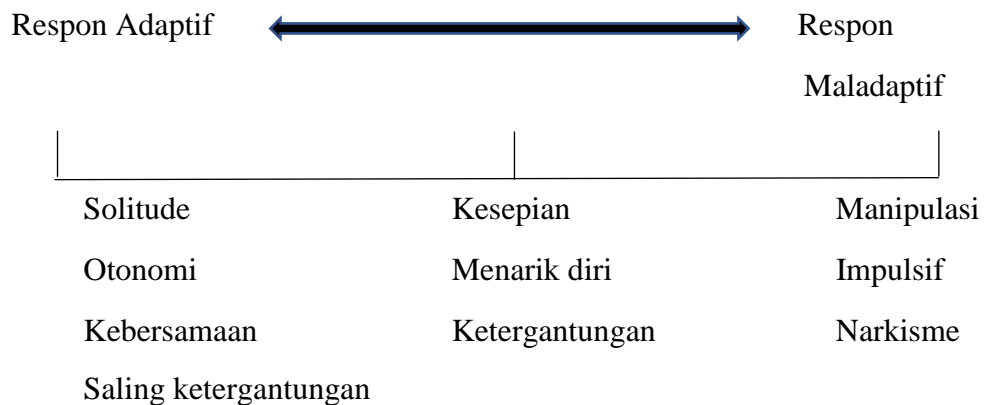 Respon Adaptif
Respon
Maladaptif
Solitude
Kesepian
Manipulasi
Otonomi
Menarik diri
Impulsif
Kebersamaan
Ketergantungan
Narkisme
Saling ketergantungan